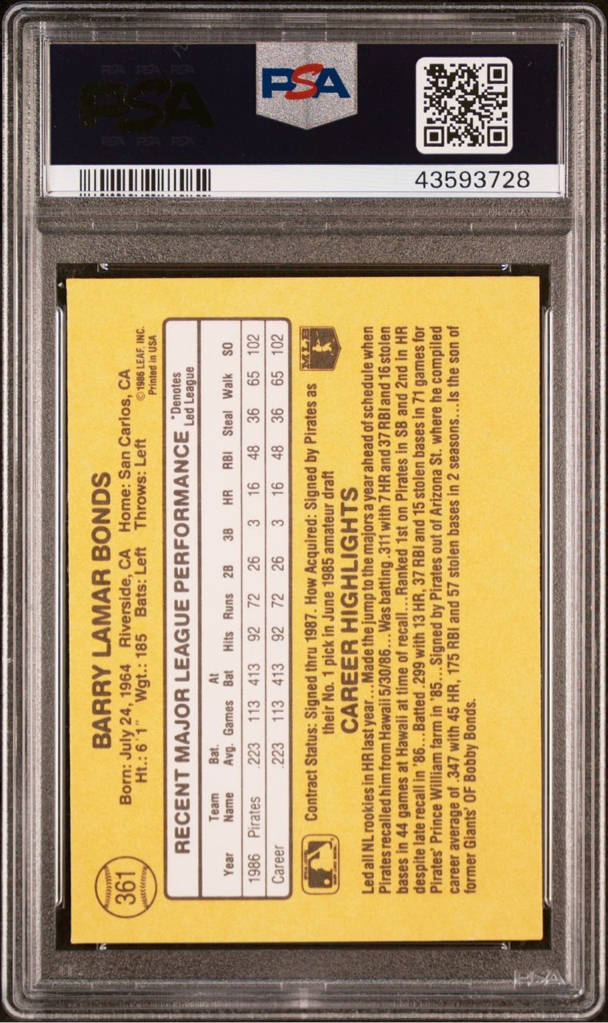 PSA
PSA
43593728
361
BARRY LAMAR BONDS
Born: July 24, 1964 Riverside, CA Home: San Carlos, CA
Ht.: 6'1" Wgt.: 185 Bats: Left Throws: Left
©1986 LEAF, INC.
Printed in USA
RECENT MAJOR LEAGUE PERFORMANCE *Denotes Led League
Year Team Name Bat. Avg. Games At Bat Hits Runs 2B 3B HR RBI Steal Walk SO
1986 Pirates .223 113 413 92 72 26 3 16 48 36 65 102
Career .223 113 413 92 72 26 3 16 48 36 65 102
Contract Status: Signed thru 1987. How Acquired: Signed by Pirates as
their No. 1 pick in June 1985 amateur draft
MLB
CAREER HIGHLIGHTS
Led all NL rookies in HR last year...Made the jump to the majors a year ahead of schedule when
Pirates recalled him from Hawaii 5/30/86...Was batting .311 with 7 HR and 37 RBI and 16 stolen
bases in 44 games at Hawaii at time of recall...Ranked 1st on Pirates in SB and 2nd in HR
despite late recall in '86...Batted .299 with 13 HR, 37 RBI and 15 stolen bases in 71 games for
Pirates' Prince William farm in '85...Signed by Pirates out of Arizona St. where he compiled
career average of .347 with 45 HR, 175 RBI and 57 stolen bases in 2 seasons...Is the son of
former Giants' OF Bobby Bonds.
PSA